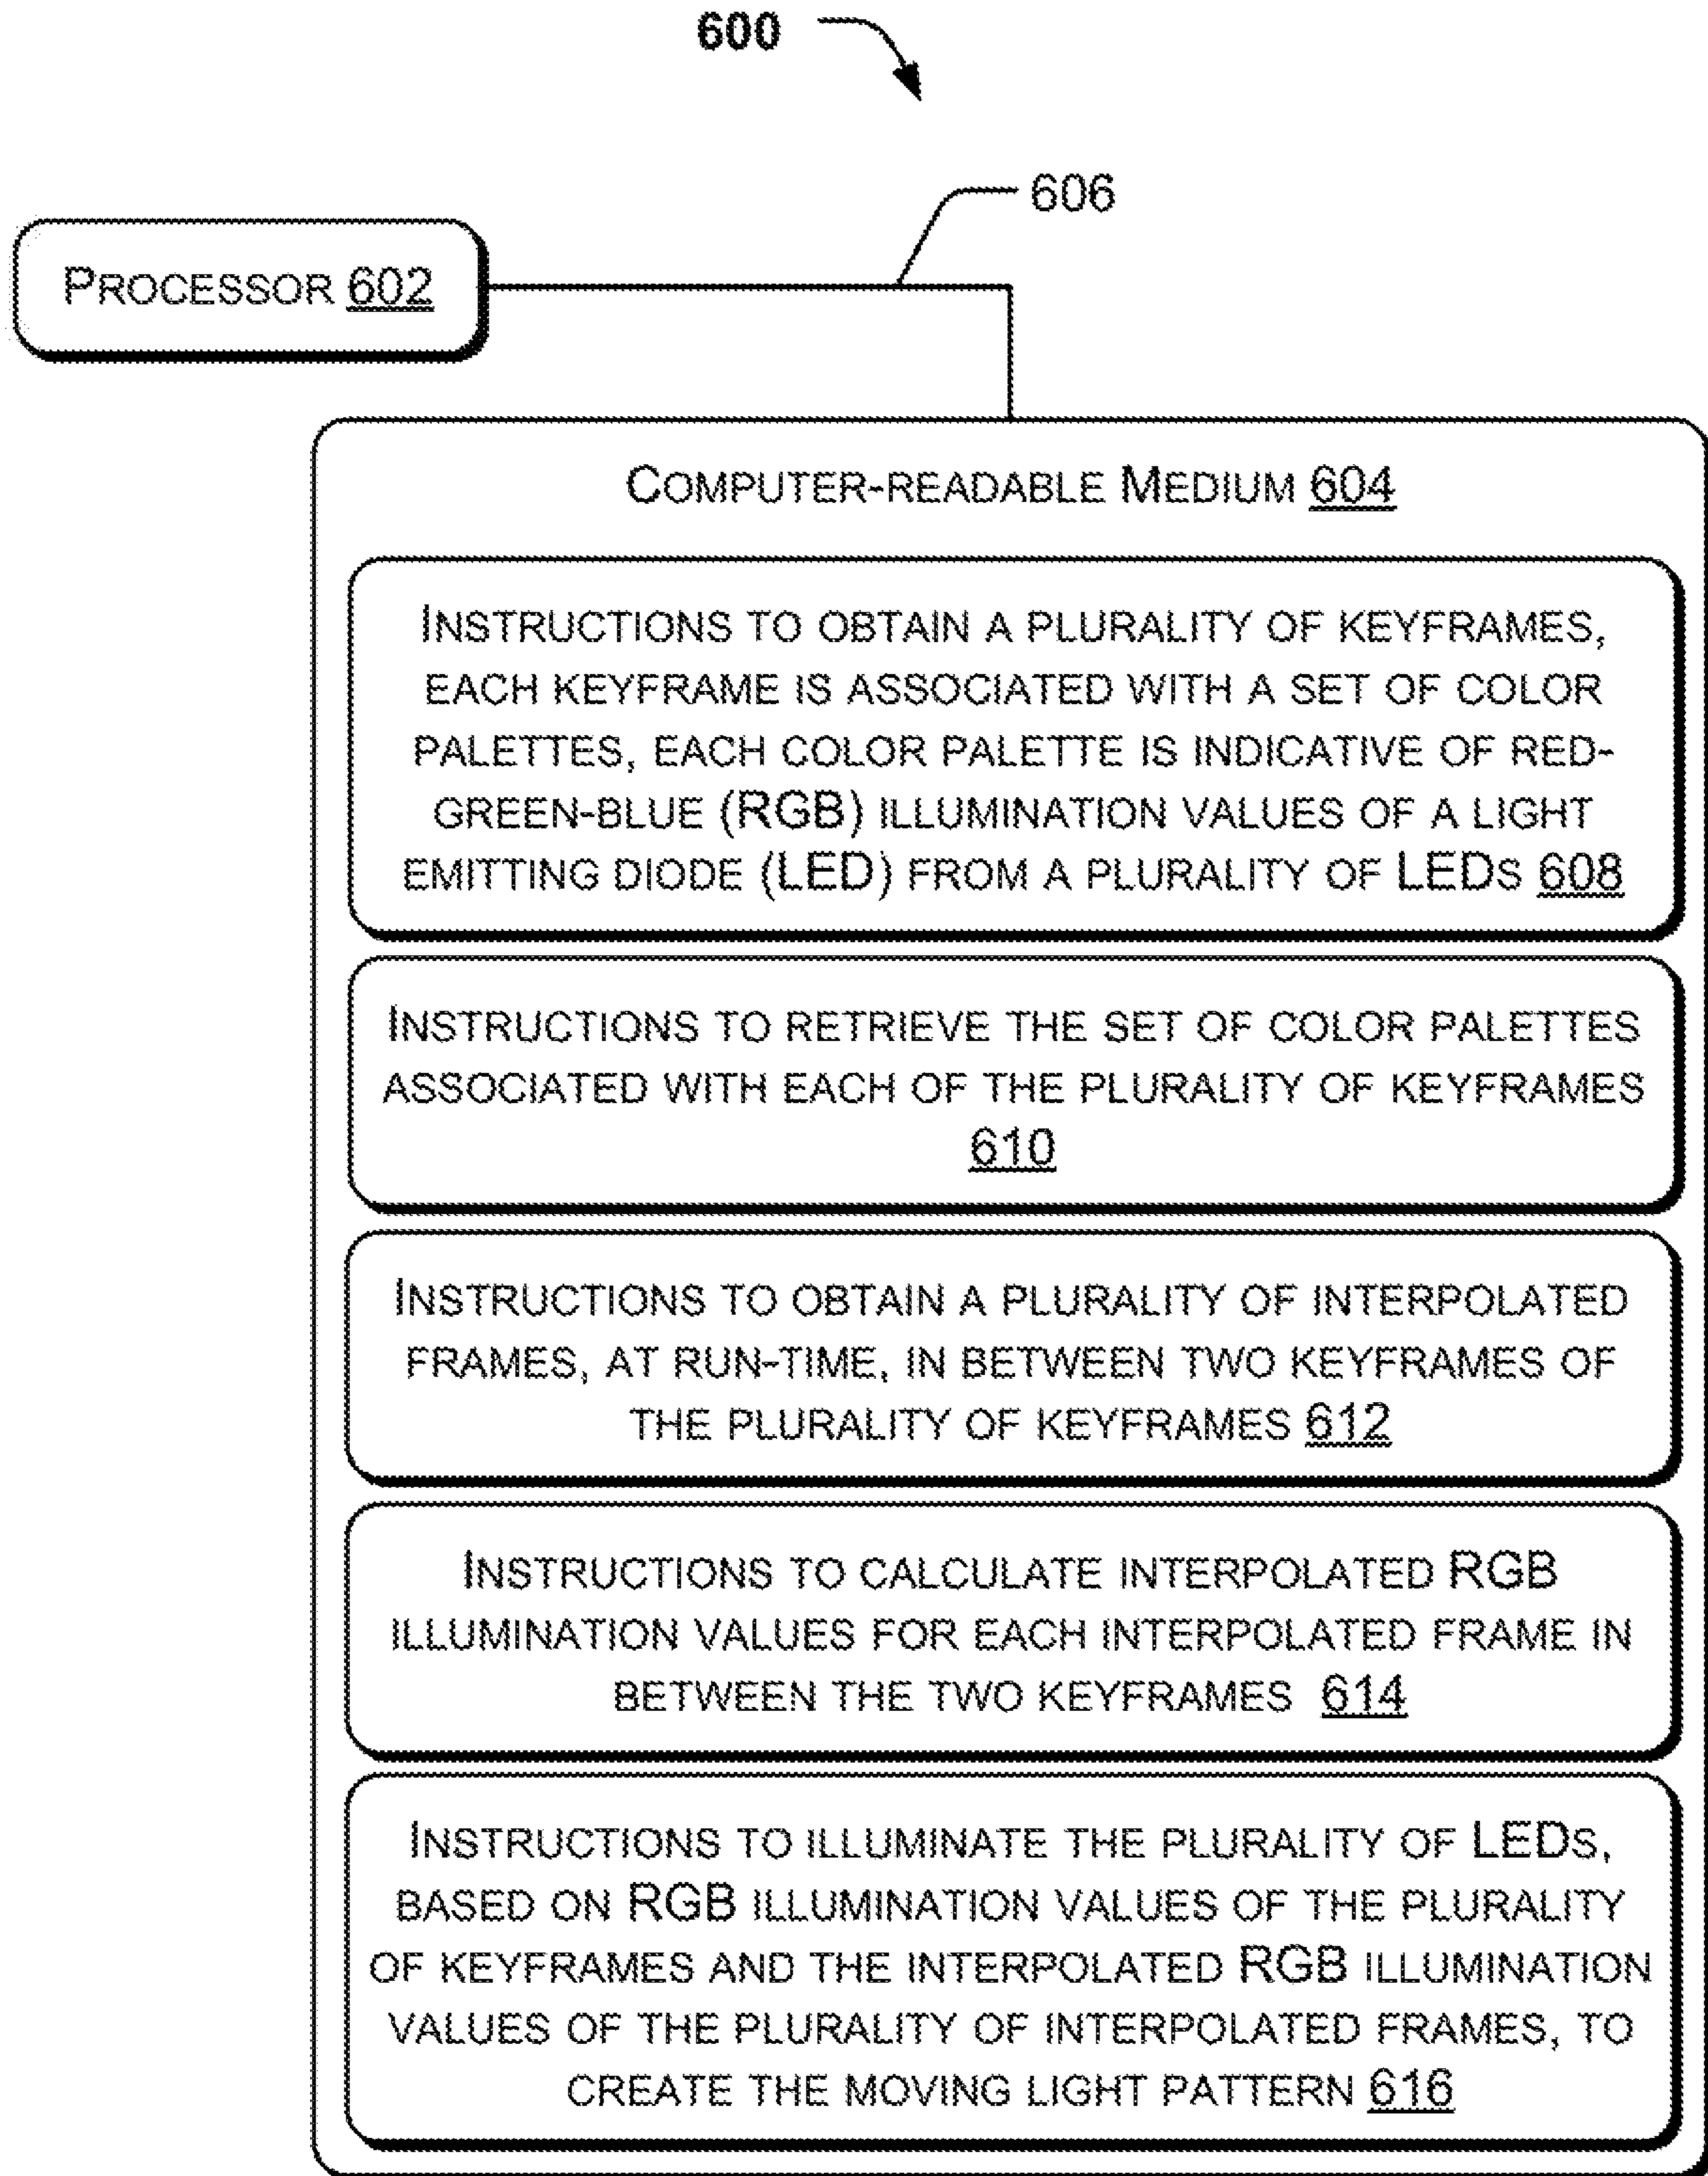 600
606
PROCESSOR 602
COMPUTER-READABLE MEDIUM 604
INSTRUCTIONS TO OBTAIN A PLURALITY OF KEYFRAMES,
EACH KEYFRAME IS ASSOCIATED WITH A SET OF COLOR
PALETTES, EACH COLOR PALETTE IS INDICATIVE OF RED-
GREEN-BLUE (RGB) ILLUMINATION VALUES OF A LIGHT
EMITTING DIODE (LED) FROM A PLURALITY OF LEDS 608
INSTRUCTIONS TO RETRIEVE THE SET OF COLOR PALETTES
ASSOCIATED WITH EACH OF THE PLURALITY OF KEYFRAMES
610
INSTRUCTIONS TO OBTAIN A PLURALITY OF INTERPOLATED
FRAMES, AT RUN-TIME, IN BETWEEN TWO KEYFRAMES OF
THE PLURALITY OF KEYFRAMES 612
INSTRUCTIONS TO CALCULATE INTERPOLATED RGB
ILLUMINATION VALUES FOR EACH INTERPOLATED FRAME IN
BETWEEN THE TWO KEYFRAMES 614
INSTRUCTIONS TO ILLUMINATE THE PLURALITY OF LEDS,
BASED ON RGB ILLUMINATION VALUES OF THE PLURALITY
OF KEYFRAMES AND THE INTERPOLATED RGB ILLUMINATION
VALUES OF THE PLURALITY OF INTERPOLATED FRAMES, TO
CREATE THE MOVING LIGHT PATTERN 616